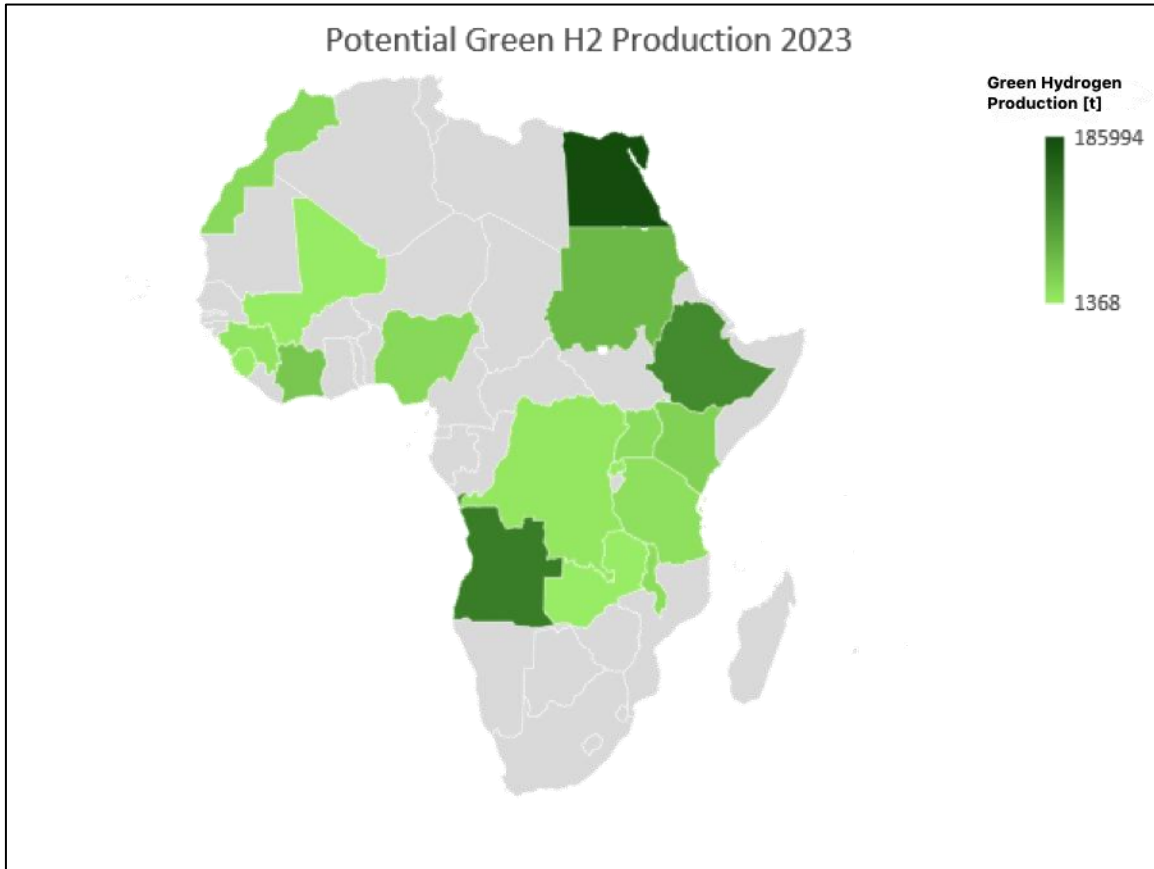 Potential Green H2 Production 2023
Green Hydrogen
Production [t]
185994
1368